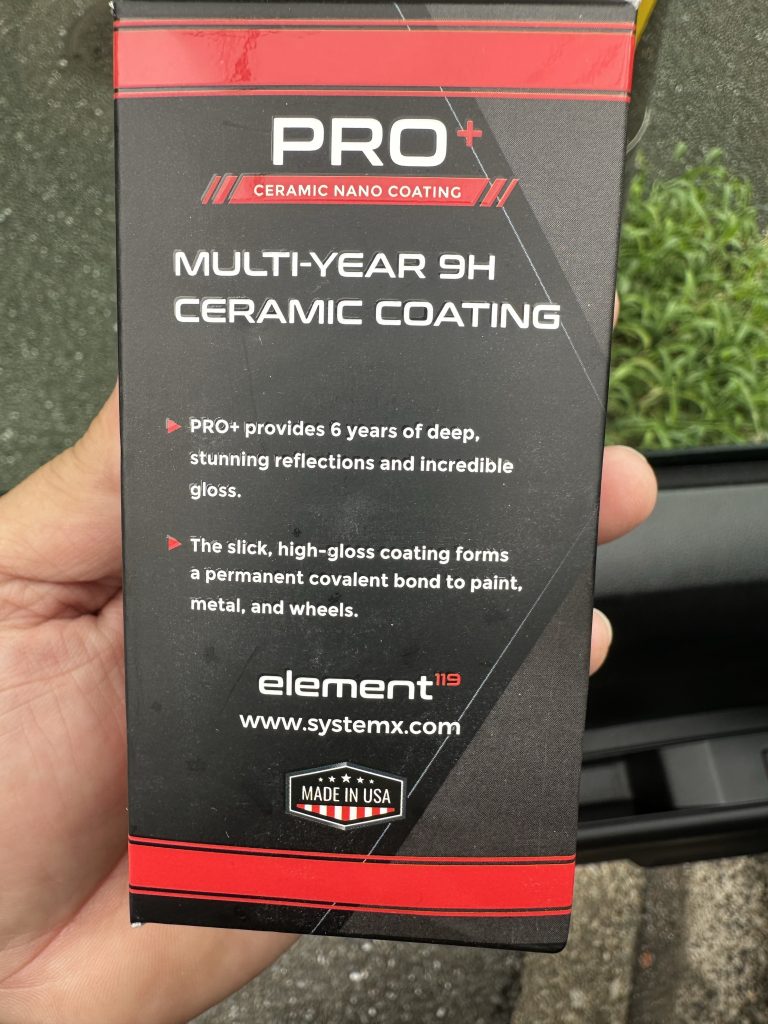 PRO+
CERAMIC NANO COATING
MULTI-YEAR 9H
CERAMIC COATING
PRO+ provides 6 years of deep,
stunning reflections and incredible
gloss.
The slick, high-gloss coating forms
a permanent covalent bond to paint,
metal, and wheels.
element119
www.systemx.com
MADE IN USA